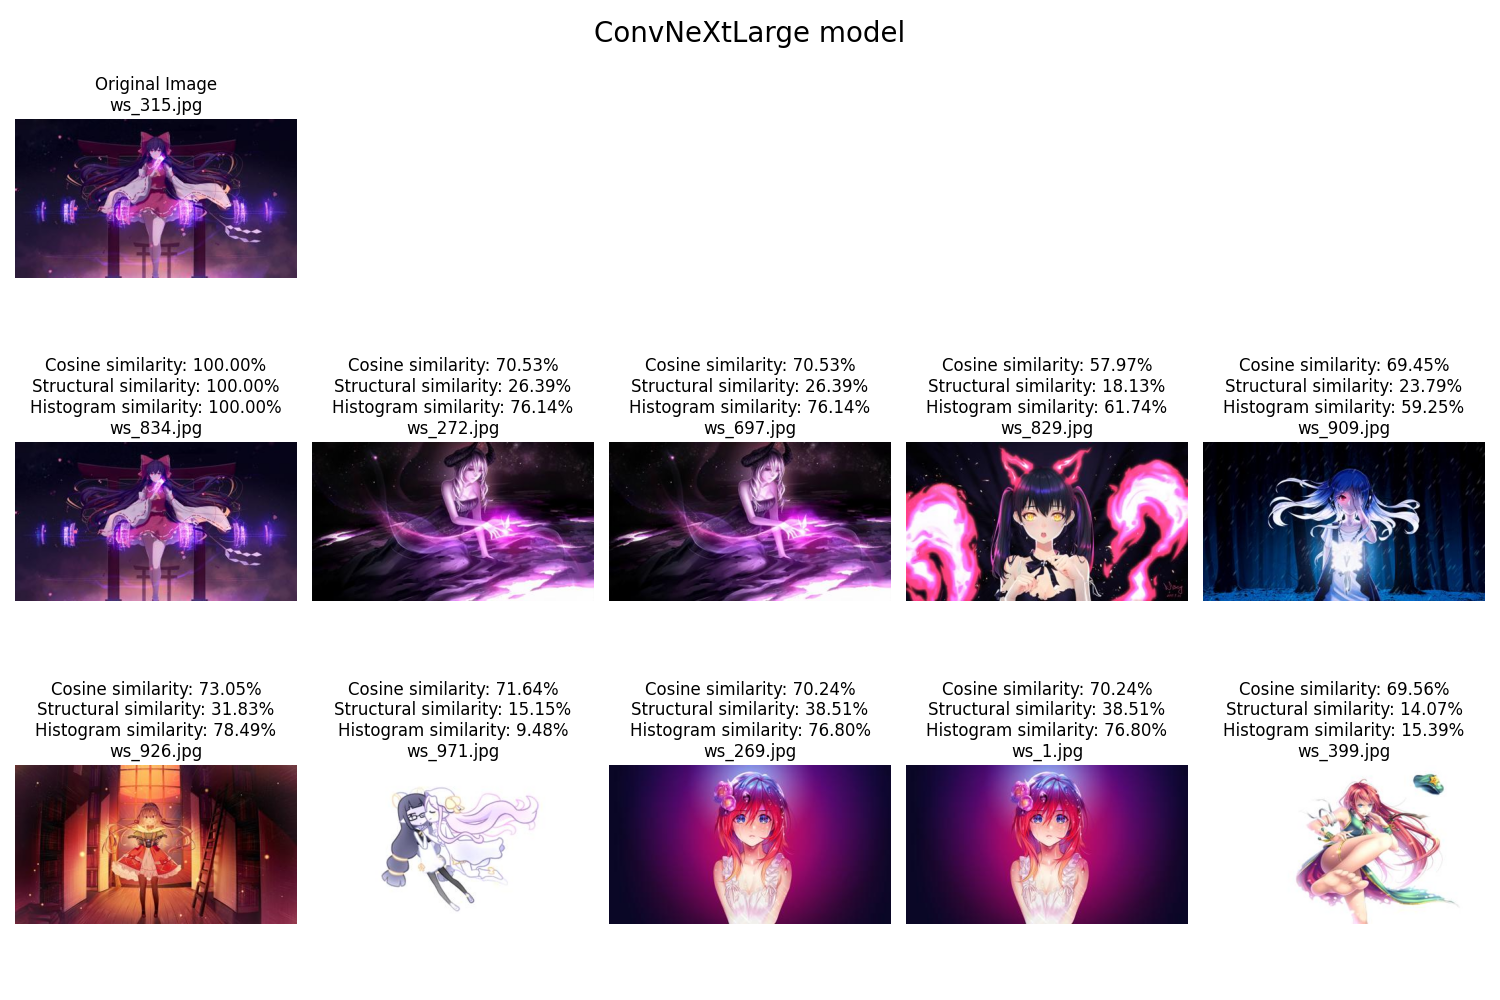 ConvNeXtLarge model
Original Image
ws_315.jpg
Cosine similarity: 100.00%
Structural similarity: 100.00%
Histogram similarity: 100.00%
ws_834.jpg
Cosine similarity: 70.53%
Structural similarity: 26.39%
Histogram similarity: 76.14%
ws_272.jpg
Cosine similarity: 70.53%
Structural similarity: 26.39%
Histogram similarity: 76.14%
ws_697.jpg
Cosine similarity: 57.97%
Structural similarity: 18.13%
Histogram similarity: 61.74%
ws_829.jpg
Cosine similarity: 69.45%
Structural similarity: 23.79%
Histogram similarity: 59.25%
ws_909.jpg
Cosine similarity: 73.05%
Structural similarity: 31.83%
Histogram similarity: 78.49%
ws_926.jpg
Cosine similarity: 71.64%
Structural similarity: 15.15%
Histogram similarity: 9.48%
ws_971.jpg
Cosine similarity: 70.24%
Structural similarity: 38.51%
Histogram similarity: 76.80%
ws_269.jpg
Cosine similarity: 70.24%
Structural similarity: 38.51%
Histogram similarity: 76.80%
ws_1.jpg
Cosine similarity: 69.56%
Structural similarity: 14.07%
Histogram similarity: 15.39%
ws_399.jpg